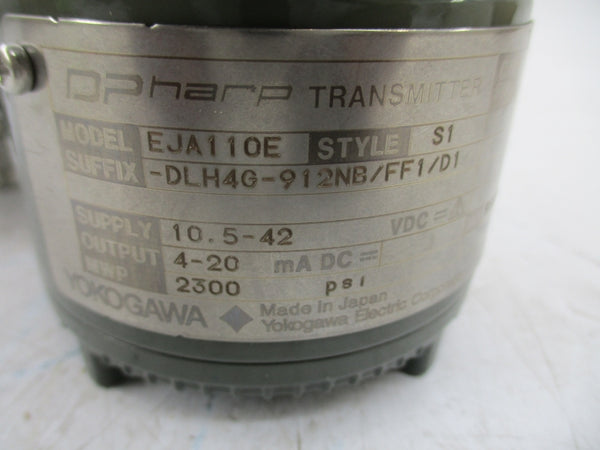 DPharp TRANSMITTER
MODEL EJA110E STYLE S1
SUFFIX -DLH4G-912NB/FF1/D1
SUPPLY 10.5-42 VDC
OUTPUT 4-20 mA DC
MWP 2300 psi
YOKOGAWA
Made in Japan
Yokogawa Electric